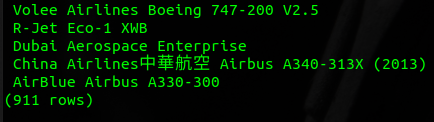 Volee Airlines Boeing 747-200 V2.5
R-Jet Eco-1 XWB
Dubai Aerospace Enterprise
China Airlines中華航空 Airbus A340-313X (2013)
AirBlue Airbus A330-300
(911 rows)